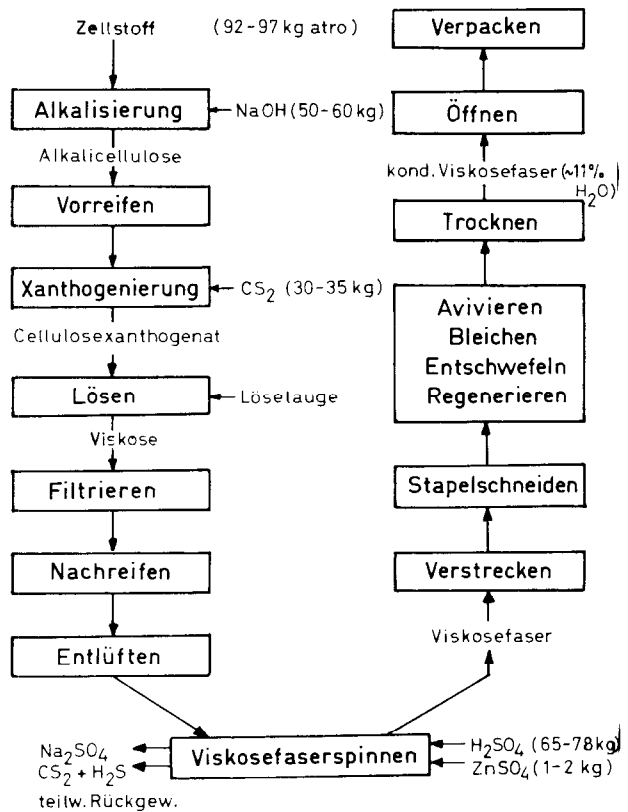 Zellstoff (92-97 kg atro)
Alkalisierung
NaOH (50-60 kg)
Alkalicellulose
Vorreifen
Xanthogenierung
CS₂ (30-35 kg)
Cellulosexanthogenat
Lösen
Löselauge
Viskose
Filtrieren
Nachreifen
Entlüften
Viskosefaserspinnen
Na₂SO₄
CS₂ + H₂S
teilw. Rückgew.
H₂SO₄ (65-78 kg)
ZnSO₄ (1-2 kg)
Viskosefaser
Verstrecken
Stapelschneiden
Avivieren
Bleichen
Entschwefeln
Regenerieren
Trocknen
kond. Viskosefaser (~11%
H₂O)
Öffnen
Verpacken